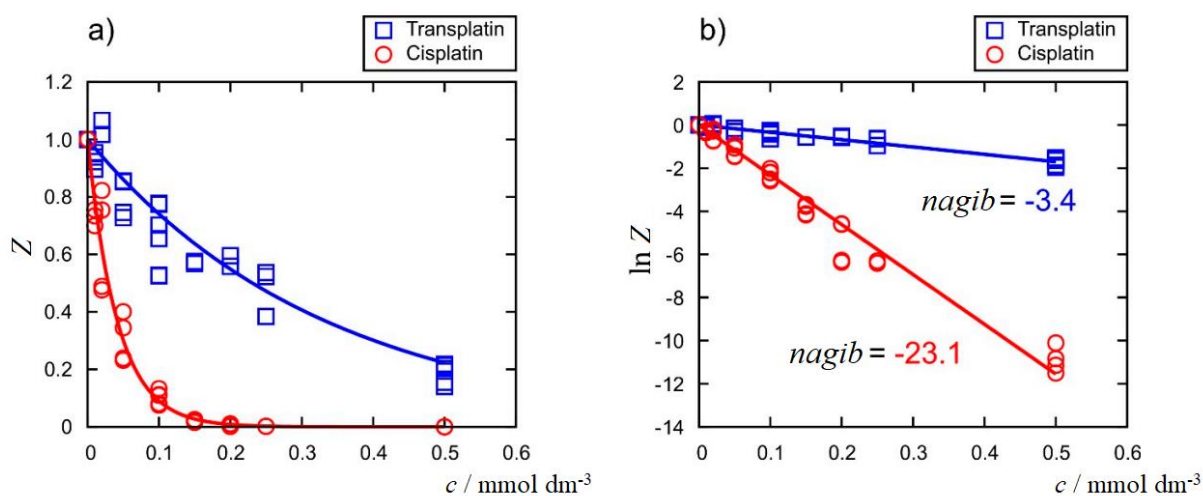 a)
Transplatin
Cisplatin
1.2
1.0
0.8
0.6
0.4
0.2
0
Z
0 0.1 0.2 0.3 0.4 0.5 0.6
c / mmol dm-3
b)
Transplatin
Cisplatin
2
0
-2
-4
-6
-8
-10
-12
-14
ln Z
nagib = -3.4
nagib = -23.1
0 0.1 0.2 0.3 0.4 0.5 0.6
c / mmol dm-3